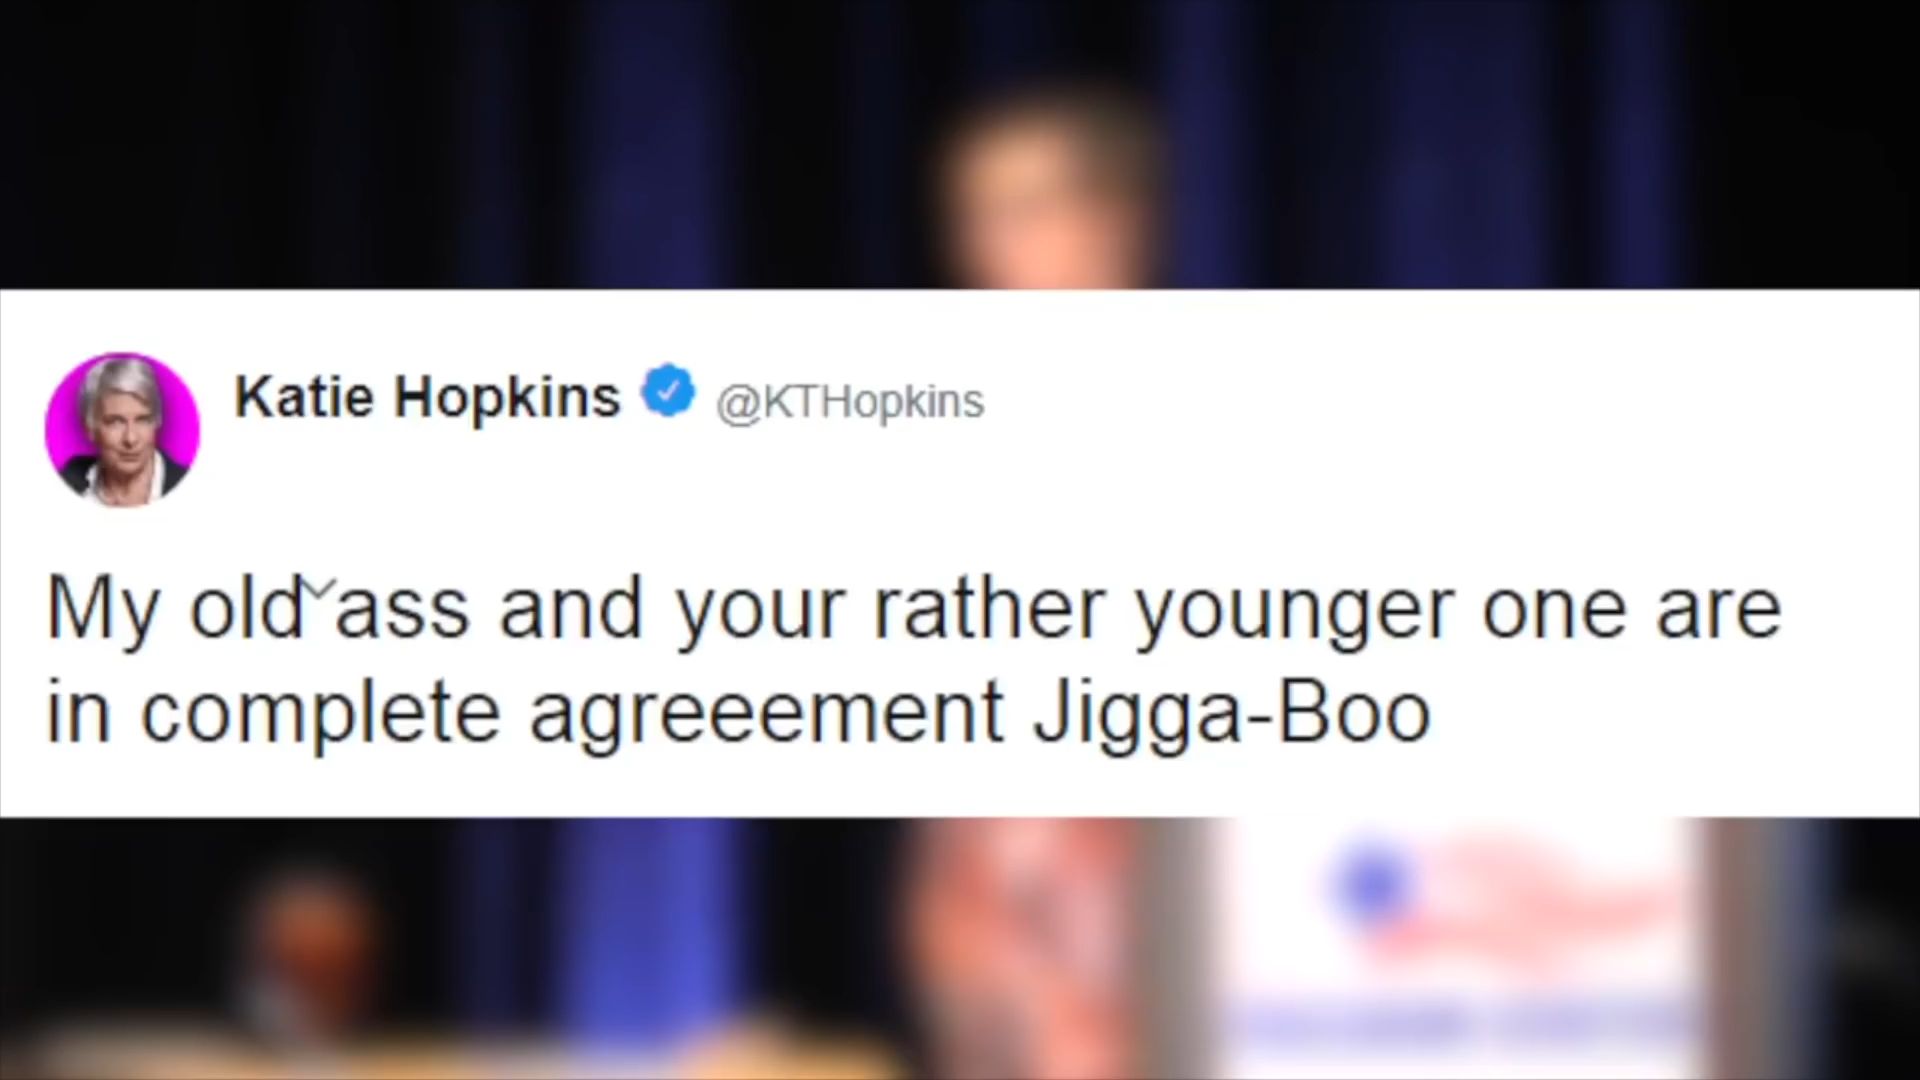 Katie Hopkins @KTHopkins
My old ass and your rather younger one are
in complete agreeement Jigga-Boo